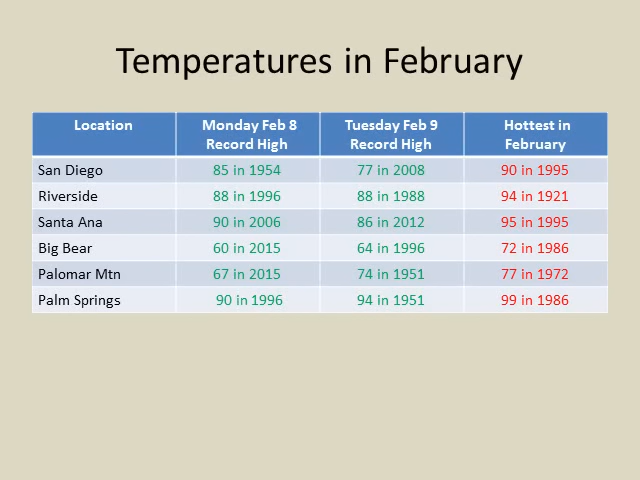 Temperatures in February
Location Monday Feb 8 Record High Tuesday Feb 9 Record High Hottest in February
San Diego 85 in 1954 77 in 2008 90 in 1995
Riverside 88 in 1996 88 in 1988 94 in 1921
Santa Ana 90 in 2006 86 in 2012 95 in 1995
Big Bear 60 in 2015 64 in 1996 72 in 1986
Palomar Mtn 67 in 2015 74 in 1951 77 in 1972
Palm Springs 90 in 1996 94 in 1951 99 in 1986